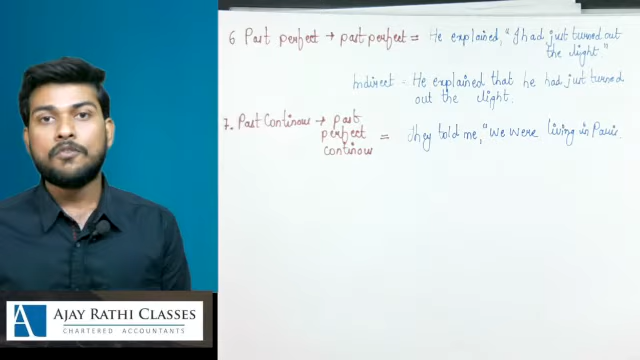 6 Past perfect → past perfect = He explained, "I had just turned out
the light."
Indirect = He explained that he had just turned
out the light.
7. Past Continous → past
perfect
continous
= They told me, "We were living in Paris.
AJAY RATHI CLASSES
CHARTERED ACCOUNTANTS